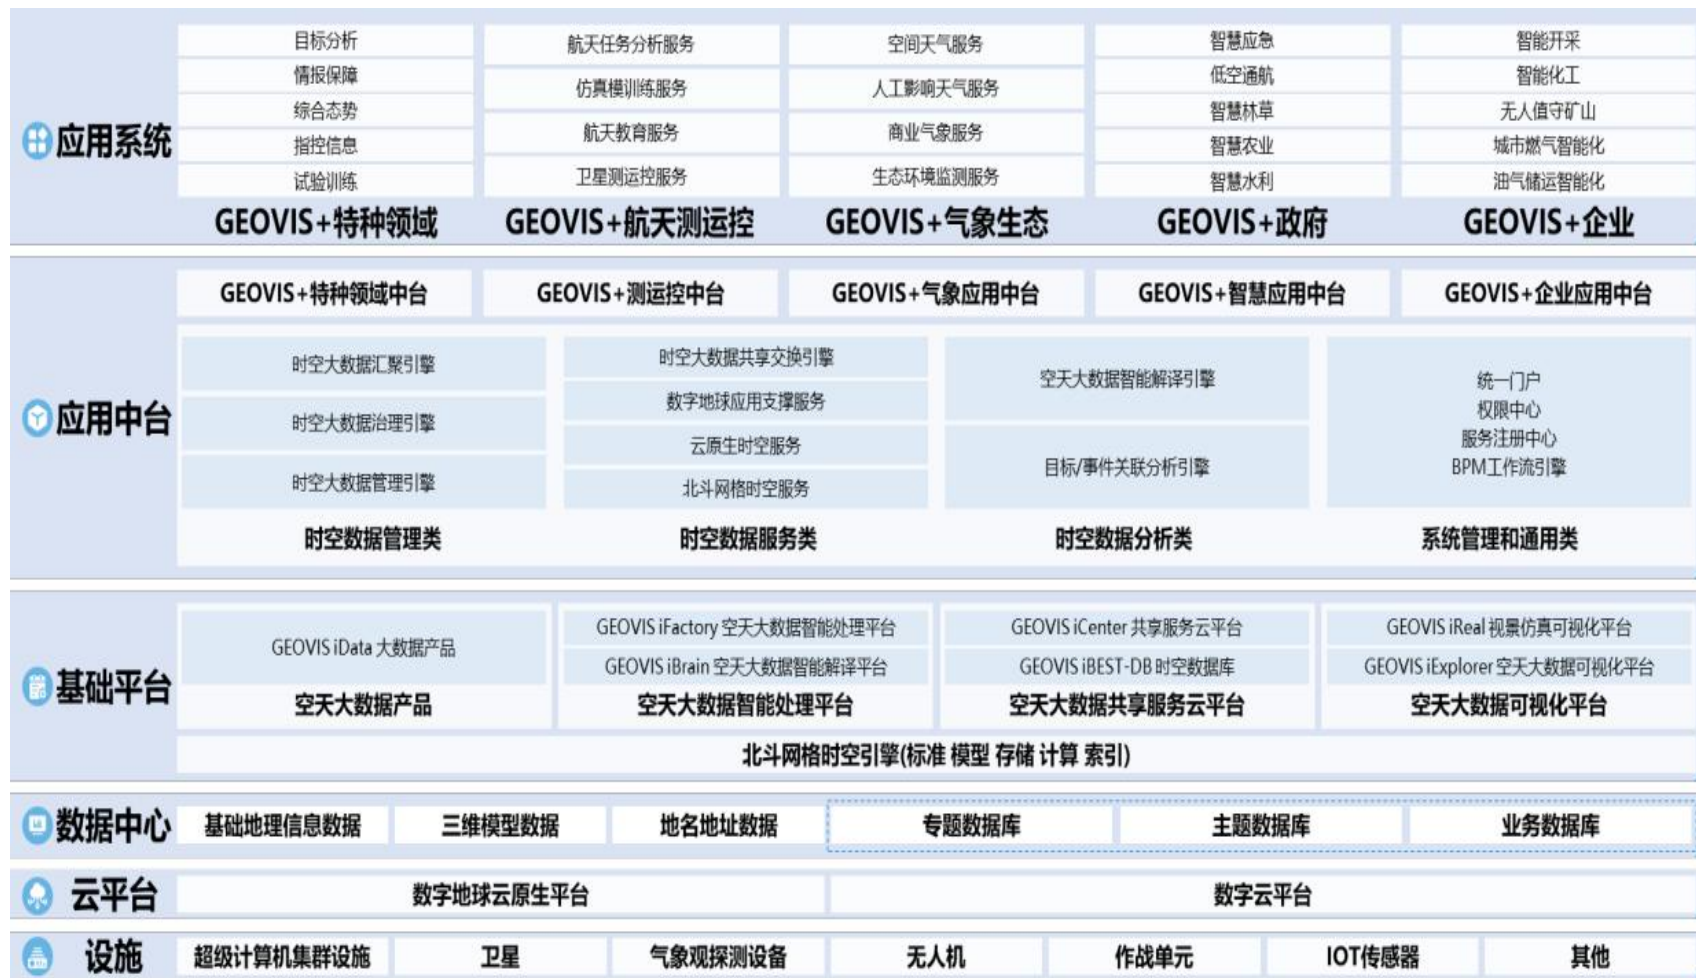 应用系统
目标分析
情报保障
综合态势
指控信息
试验训练
GEOVIS+特种领域
航天任务分析服务
仿真模训练服务
航天教育服务
卫星测运控服务
GEOVIS+航天测运控
空间天气服务
人工影响天气服务
商业气象服务
生态环境监测服务
GEOVIS+气象生态
智慧应急
低空通航
智慧林草
智慧农业
智慧水利
GEOVIS+政府
智能开采
智能化工
无人值守矿山
城市燃气智能化
油气储运智能化
GEOVIS+企业
应用中台
GEOVIS+特种领域中台
GEOVIS+测运控中台
GEOVIS+气象应用中台
GEOVIS+智慧应用中台
GEOVIS+企业应用中台
时空大数据汇聚引擎
时空大数据治理引擎
时空大数据管理引擎
时空数据管理类
时空大数据共享交换引擎
数字地球应用支撑服务
云原生时空服务
北斗网格时空服务
时空数据服务类
空天大数据智能解译引擎
目标/事件关联分析引擎
时空数据分析类
统一门户
权限中心
服务注册中心
BPM工作流引擎
系统管理和通用类
基础平台
GEOVIS iData 大数据产品
空天大数据产品
GEOVIS iFactory 空天大数据智能处理平台
GEOVIS iBrain 空天大数据智能解译平台
空天大数据智能处理平台
GEOVIS iCenter 共享服务云平台
GEOVIS iBEST-DB 时空数据库
空天大数据共享服务云平台
GEOVIS iReal 视景仿真可视化平台
GEOVIS iExplorer 空天大数据可视化平台
空天大数据可视化平台
北斗网格时空引擎(标准 模型 存储 计算 索引)
数据中心
基础地理信息数据
三维模型数据
地名地址数据
专题数据库
主题数据库
业务数据库
云平台
数字地球云原生平台
数字云平台
设施
超级计算机集群设施
卫星
气象观探测设备
无人机
作战单元
IOT传感器
其他